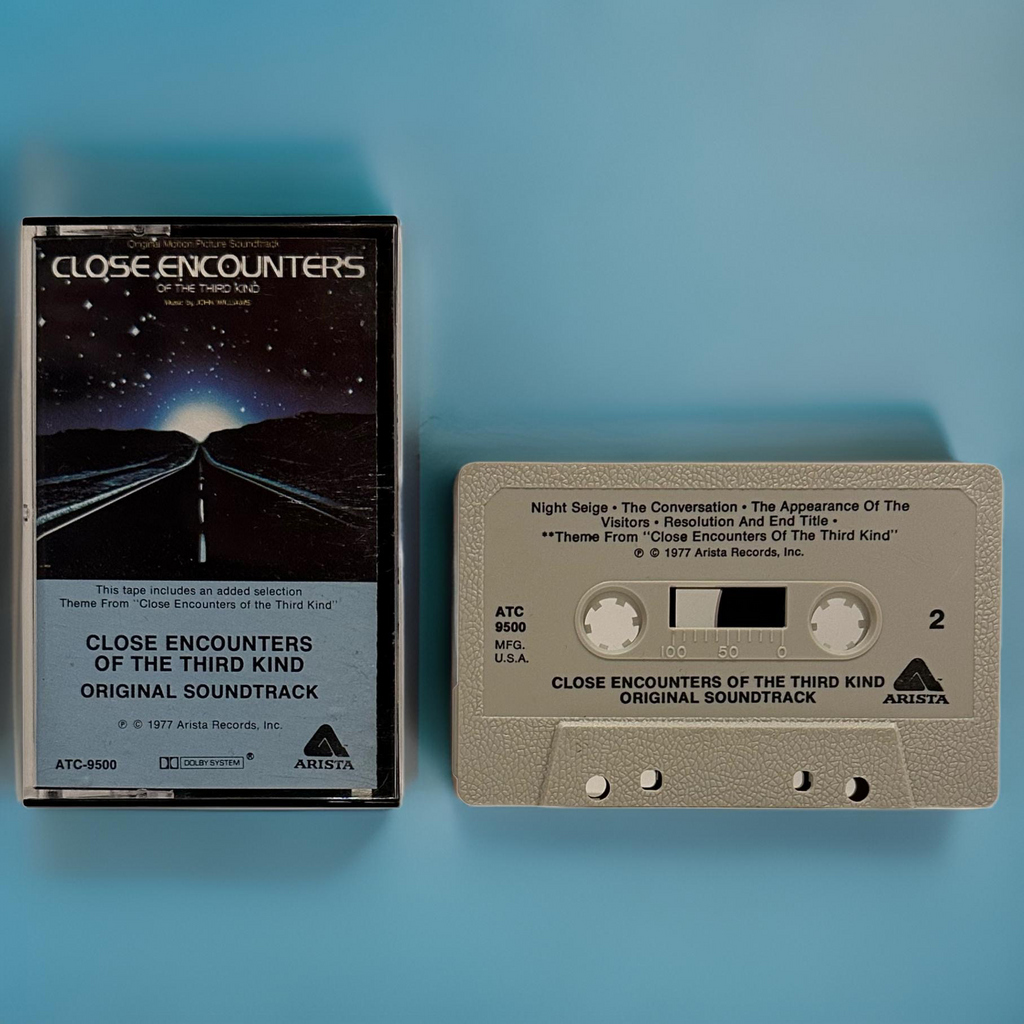 Original Motion Picture Soundtrack
CLOSE ENCOUNTERS
OF THE THIRD KIND
Music by JOHN WILLIAMS
This tape includes an added selection
Theme From "Close Encounters of the Third Kind"
CLOSE ENCOUNTERS
OF THE THIRD KIND
ORIGINAL SOUNDTRACK
℗ © 1977 Arista Records, Inc.
ATC-9500
DOLBY SYSTEM®
ARISTA
Night Seige • The Conversation • The Appearance Of The
Visitors • Resolution And End Title •
**Theme From "Close Encounters Of The Third Kind"
℗ © 1977 Arista Records, Inc.
ATC
9500
MFG.
U.S.A.
100 50 0
2
CLOSE ENCOUNTERS OF THE THIRD KIND
ORIGINAL SOUNDTRACK
ARISTA